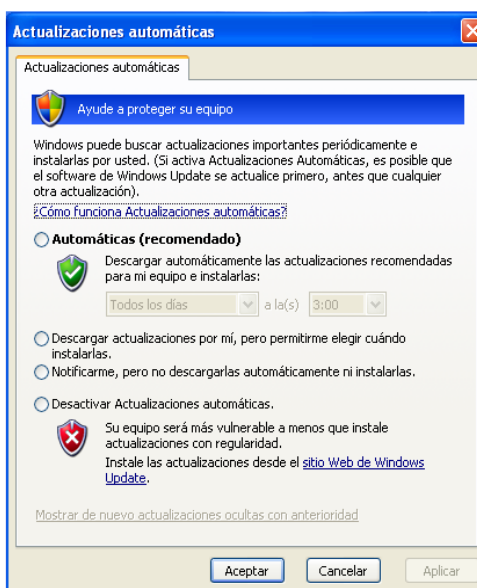 Actualizaciones automáticas
Actualizaciones automáticas
Ayude a proteger su equipo
Windows puede buscar actualizaciones importantes periódicamente e
instalarlas por usted. (Si activa Actualizaciones Automáticas, es posible que
el software de Windows Update se actualice primero, antes que cualquier
otra actualización).
¿Cómo funciona Actualizaciones automáticas?
Automáticas (recomendado)
Descargar automáticamente las actualizaciones recomendadas
para mi equipo e instalarlas:
Todos los días a la(s) 3:00
Descargar actualizaciones por mí, pero permitirme elegir cuándo
instalarlas.
Notificarme, pero no descargarlas automáticamente ni instalarlas.
Desactivar Actualizaciones automáticas.
Su equipo será más vulnerable a menos que instale
actualizaciones con regularidad.
Instale las actualizaciones desde el sitio Web de Windows
Update.
Mostrar de nuevo actualizaciones ocultas con anterioridad
Aceptar Cancelar Aplicar